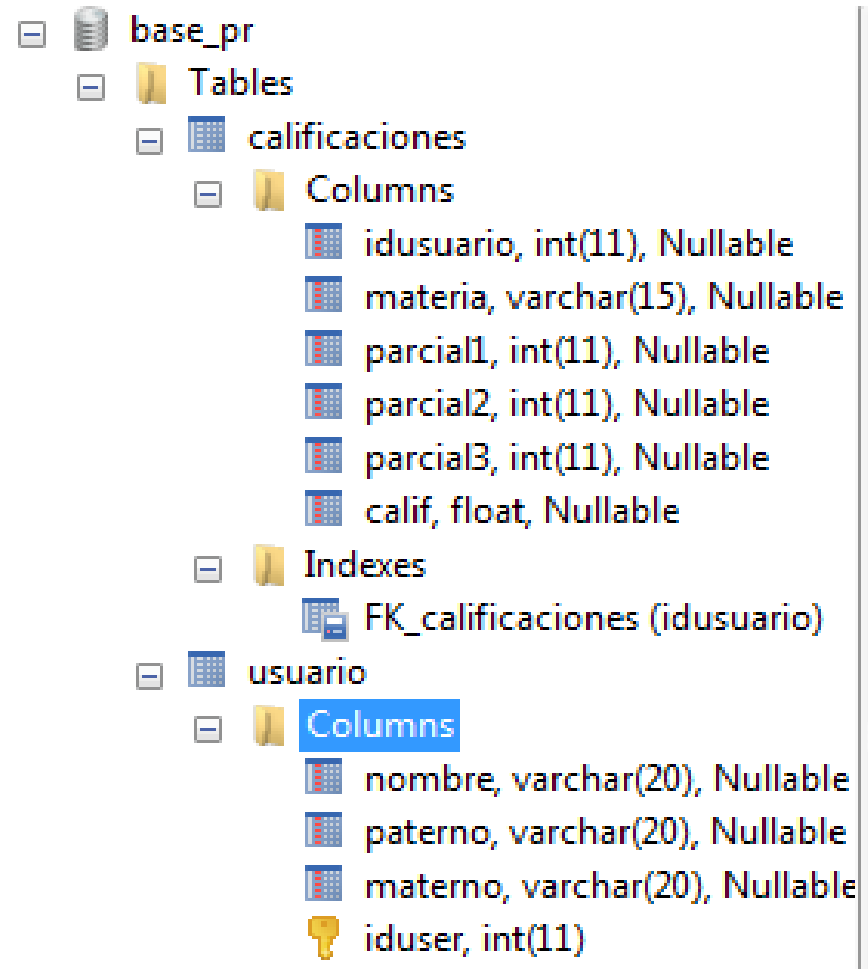 base_pr
Tables
calificaciones
Columns
idusuario, int(11), Nullable
materia, varchar(15), Nullable
parcial1, int(11), Nullable
parcial2, int(11), Nullable
parcial3, int(11), Nullable
calif, float, Nullable
Indexes
FK_calificaciones (idusuario)
usuario
Columns
nombre, varchar(20), Nullable
paterno, varchar(20), Nullable
materno, varchar(20), Nullable
iduser, int(11)